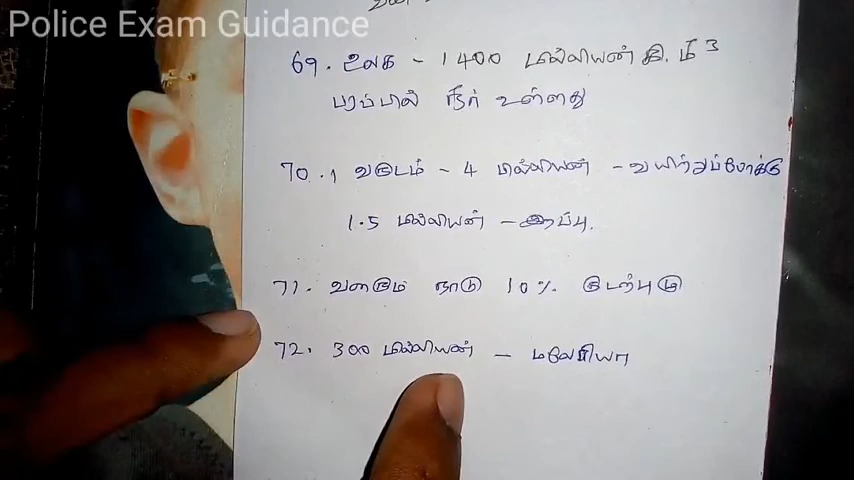 Police Exam Guidance
69. உலக - 1400 மில்லியன் கி. மீ 3
பரப்பில் நீர் உள்ளது
70. 1 வருடம் - 4 மில்லியன் - வயிற்றுப்போக்கு
1.5 மில்லியன் - இறப்பு.
71. வளரும் நாடு 10% குடற்புழு
72. 300 மில்லியன் - மலேரியா